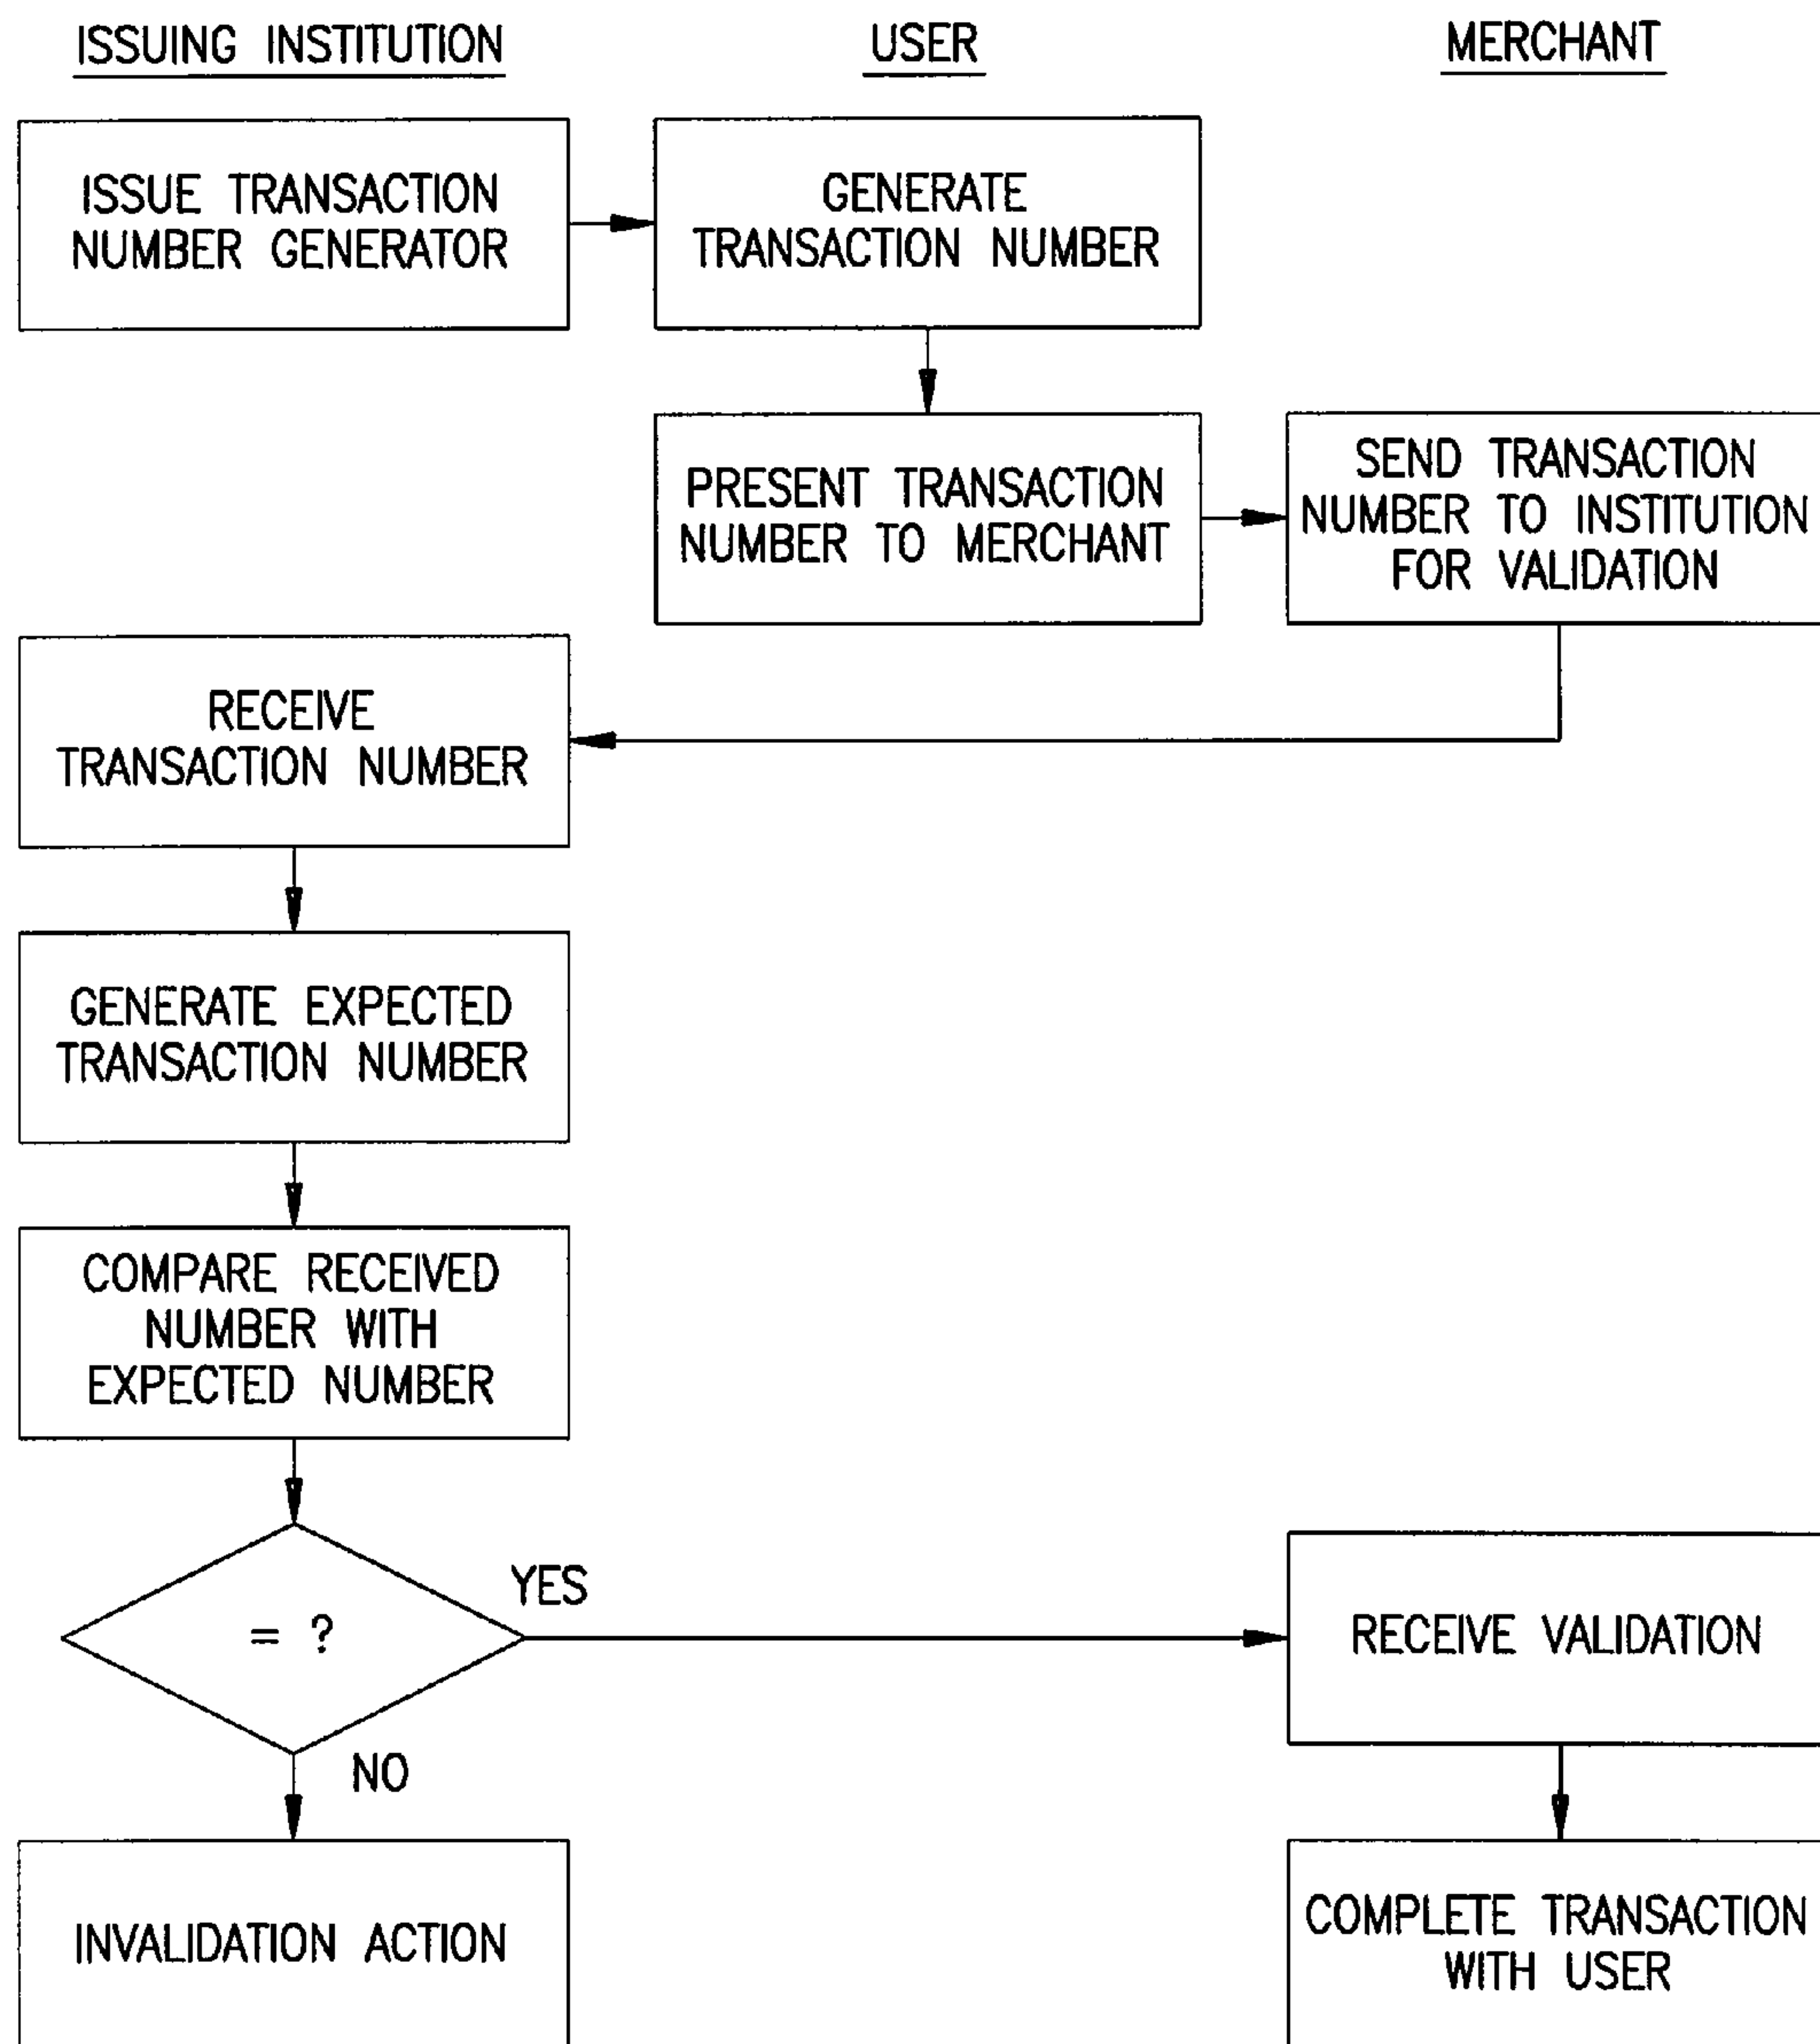 ISSUING INSTITUTION
USER
MERCHANT
ISSUE TRANSACTION
NUMBER GENERATOR
GENERATE
TRANSACTION NUMBER
PRESENT TRANSACTION
NUMBER TO MERCHANT
SEND TRANSACTION
NUMBER TO INSTITUTION
FOR VALIDATION
RECEIVE
TRANSACTION NUMBER
GENERATE EXPECTED
TRANSACTION NUMBER
COMPARE RECEIVED
NUMBER WITH
EXPECTED NUMBER
= ?
YES
NO
RECEIVE VALIDATION
INVALIDATION ACTION
COMPLETE TRANSACTION
WITH USER